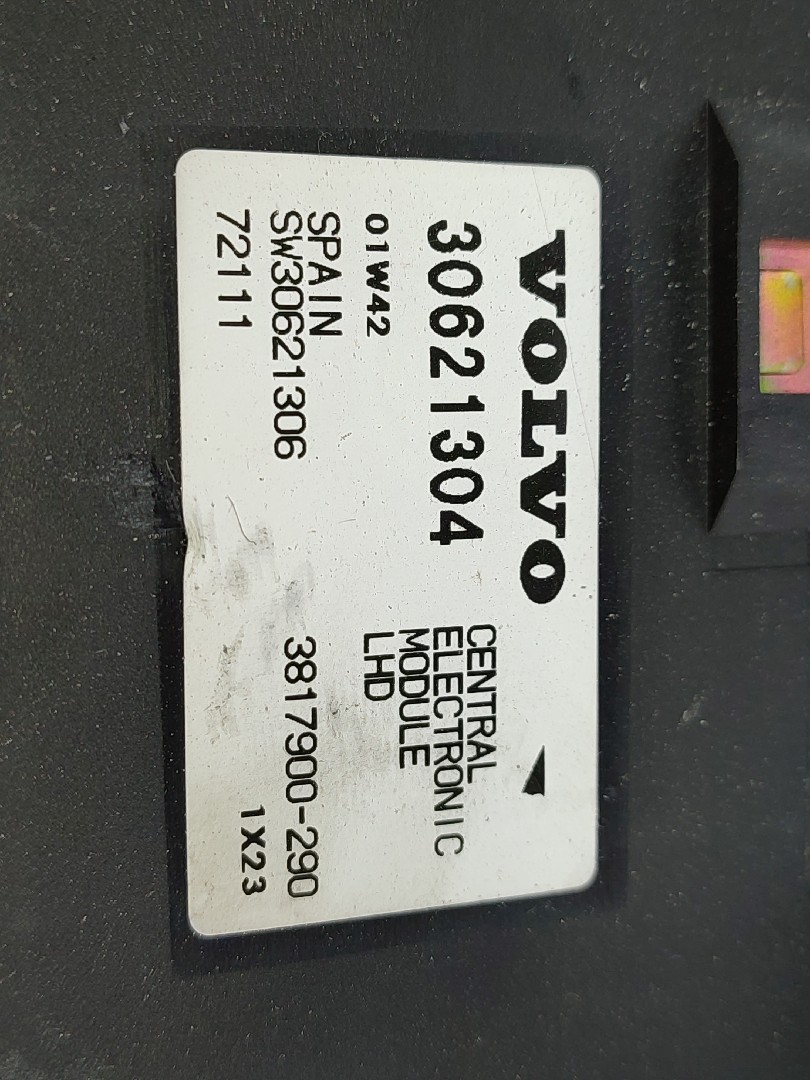 VOLVO
30621304
CENTRAL
ELECTRONIC
MODULE
LHD
01W42
SPAIN
SW30621306
3817900-290
72111
1X23